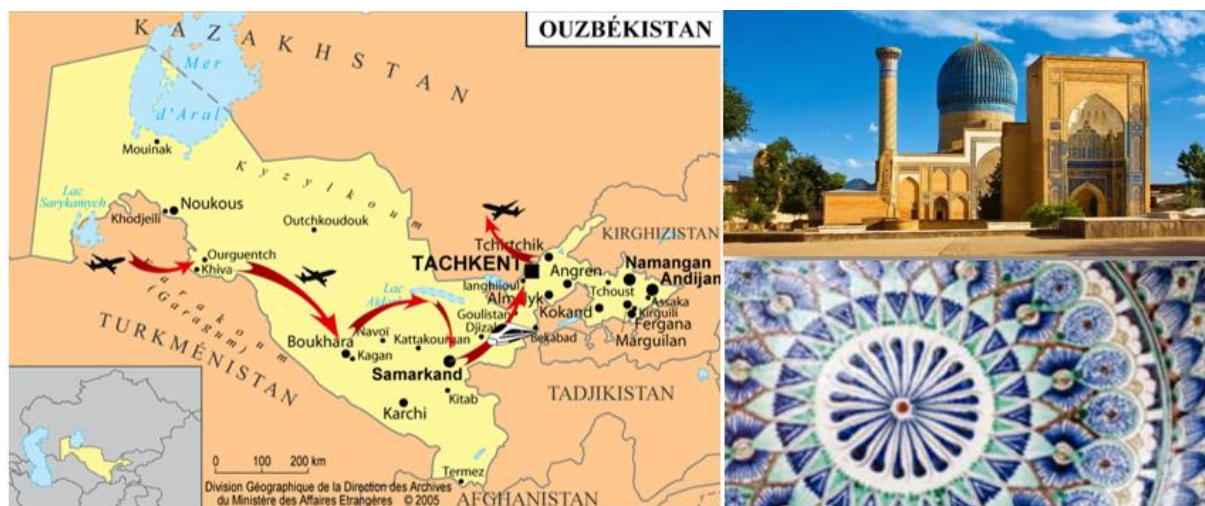 OUZBÉKISTAN
KAZAKHSTAN
Mer
d'Aral
Mouinak
Kyzylkoum
Lac
Sarykamych
Noukous
Khodjeili
Outchkoudouk
Ourguentch
Khiva
Karakoum
(Garagum)
TURKMÉNISTAN
KIRGHIZISTAN
Tchirtchik
TACHKENT
Angren
Namangan
Andijan
Ianghiioul
Almalyk
Tchoust
Assaka
Kokand
Kirguili
Fergana
Marguilan
Lac
Goulistan
Djizak
Bekabad
Navoï
Boukhara
Kattakourgan
Kagan
Samarkand
Kitab
Karchi
TADJIKISTAN
Termez
AFGHANISTAN
0 100 200 km
Division Géographique de la Direction des Archives
du Ministère des Affaires Etrangères © 2005